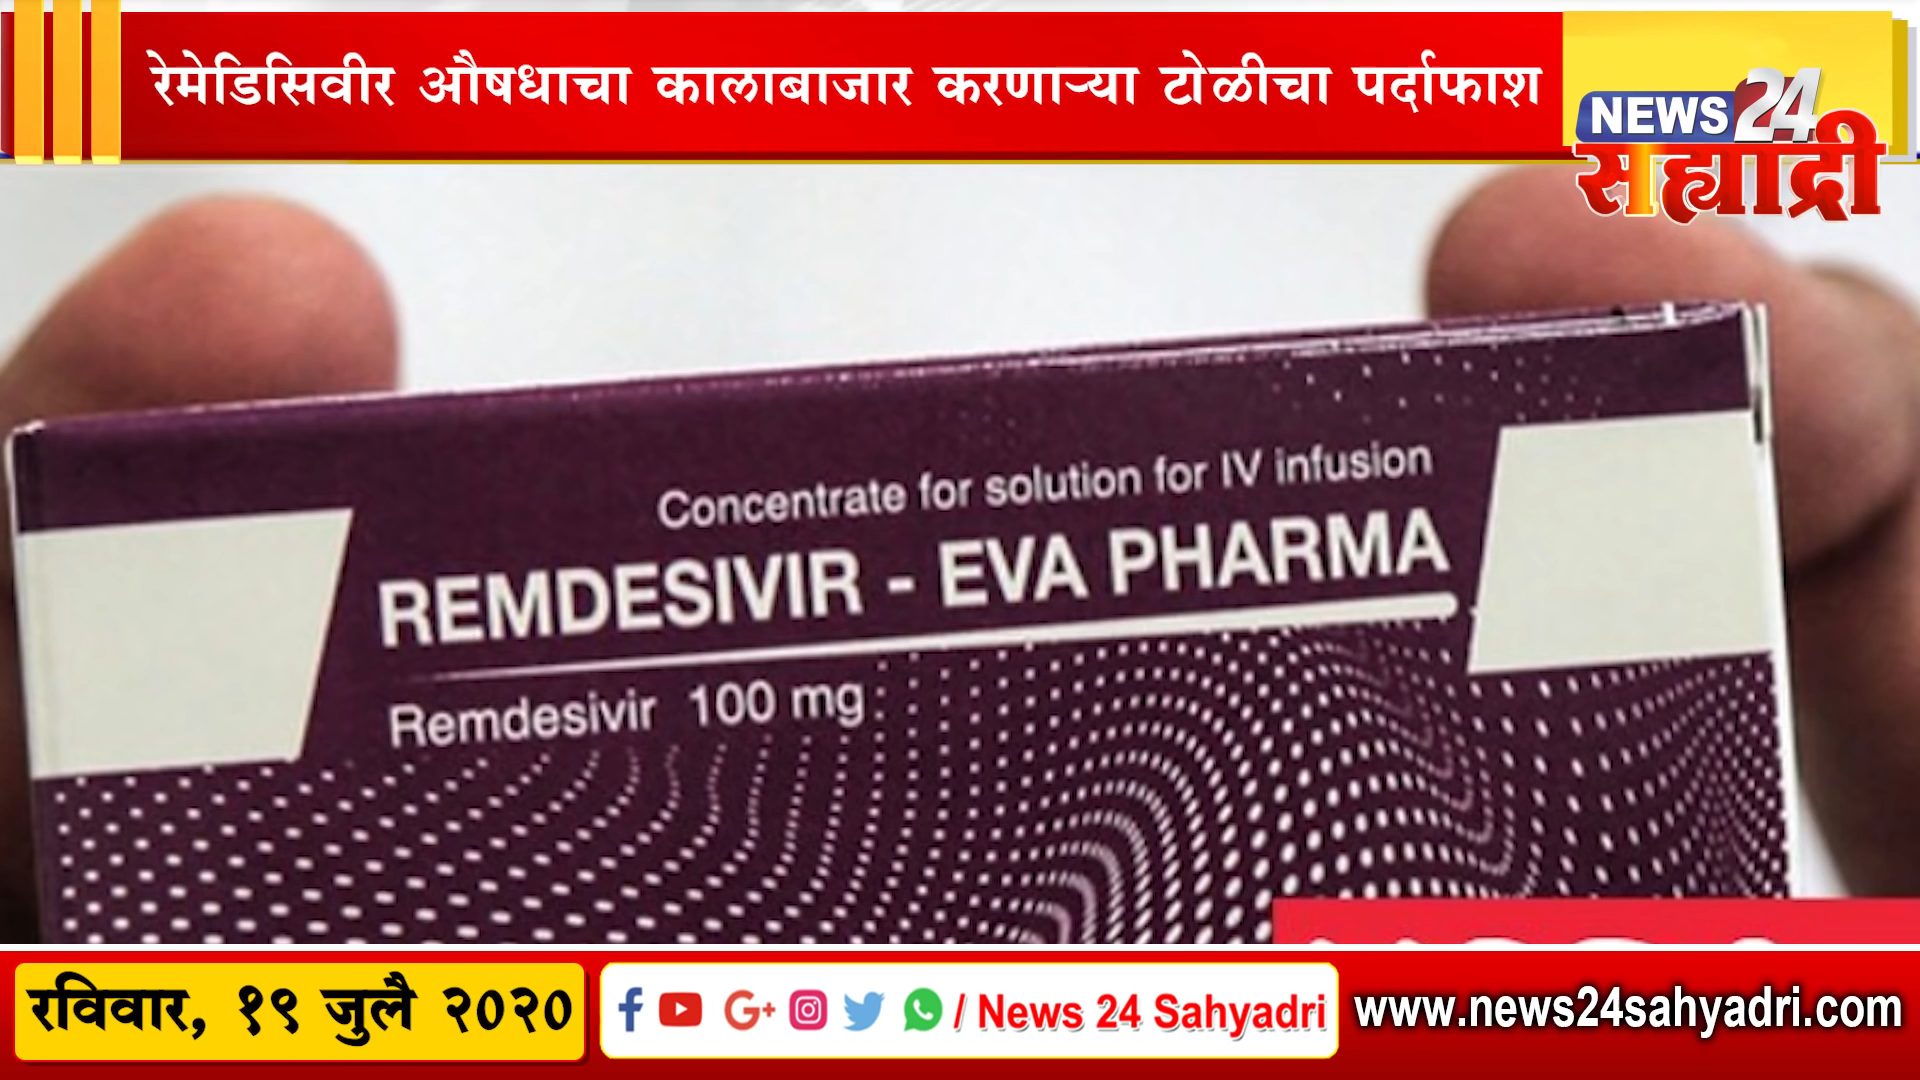 रेमेडिसिवीर औषधाचा काळाबाजार करणाऱ्या टोळीचा पर्दाफाश
NEWS 24
सह्याद्री
Concentrate for solution for IV infusion
REMDESIVIR - EVA PHARMA
Remdesivir 100 mg
रविवार, १९ जुलै २०२०
/ News 24 Sahyadri
www.news24sahyadri.com